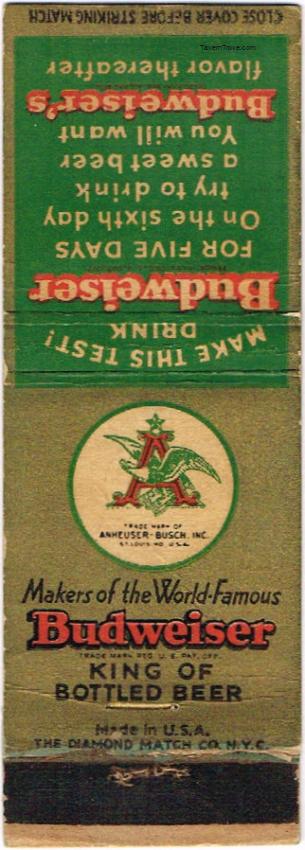 CLOSE COVER BEFORE STRIKING MATCH
TavernTrove.com
MAKE THIS TEST!
DRINK
Budweiser
FOR FIVE DAYS
On the sixth day
try to drink
a sweet beer
You will want
Budweiser's
flavor thereafter
A
TRADE MARK OF
ANHEUSER-BUSCH, INC.
ST. LOUIS, MO. U.S.A.
Makers of the World-Famous
Budweiser
TRADE MARK REG. U. S. PAT. OFF.
KING OF
BOTTLED BEER
Made in U.S.A.
THE DIAMOND MATCH CO. N.Y.C.